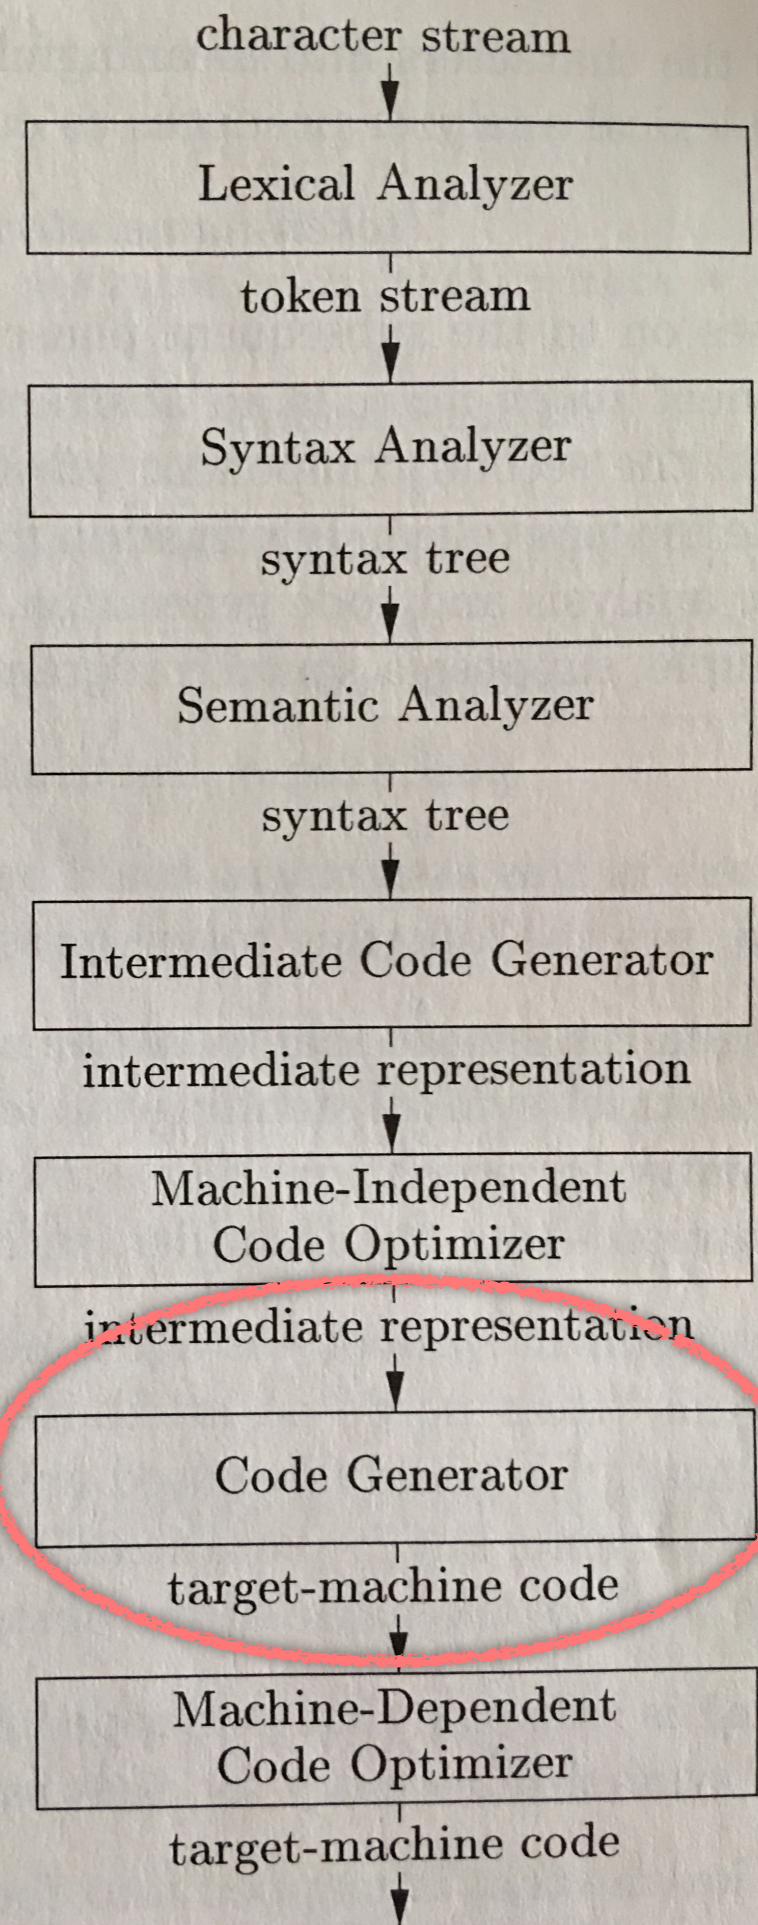 character stream
Lexical Analyzer
token stream
Syntax Analyzer
syntax tree
Semantic Analyzer
syntax tree
Intermediate Code Generator
intermediate representation
Machine-Independent
Code Optimizer
intermediate representation
Code Generator
target-machine code
Machine-Dependent
Code Optimizer
target-machine code